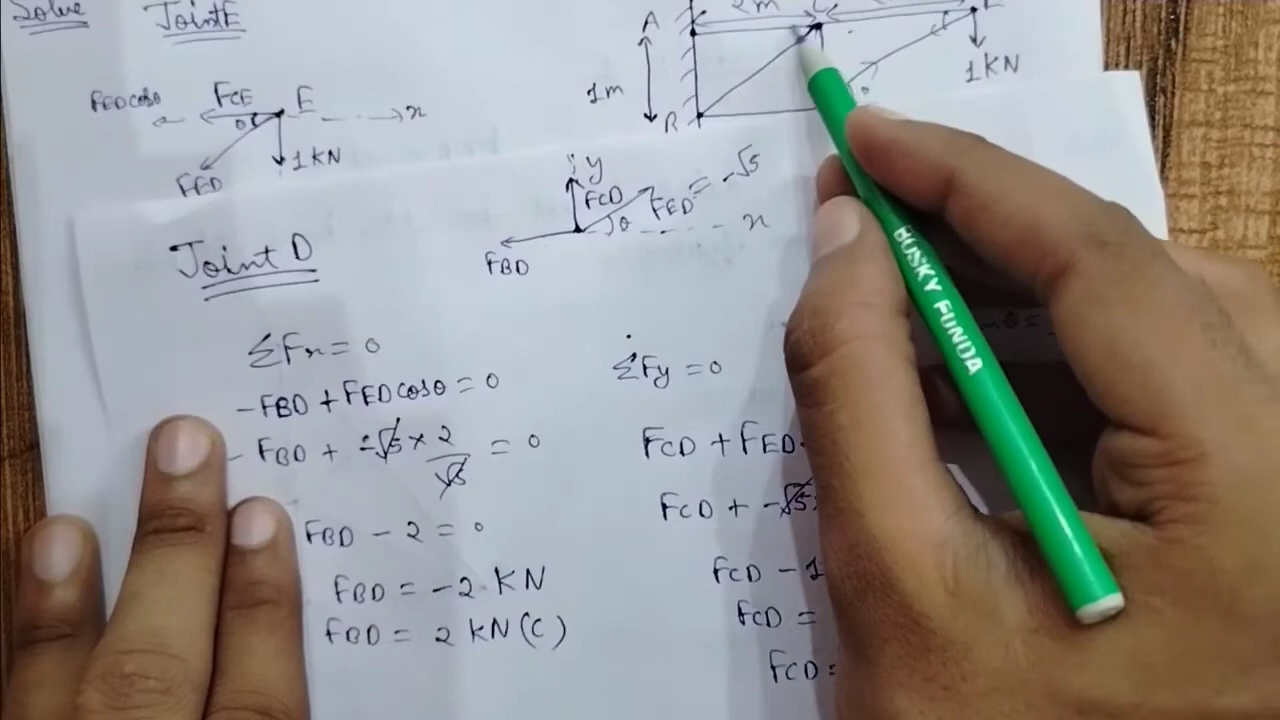 Solve Joint E
FED cosθ FCE E x
θ
1 KN
FED
A 2m C
1m
B
1 KN
θ
y
FCD FED = -√5
θ x
FBD
Joint D
ΣFx = 0
-FBD + FED cosθ = 0
- FBD + -√5 × 2/√5 = 0
FBD - 2 = 0
FBD = -2 KN
FBD = 2 KN (C)
ΣFy = 0
FCD + FED
FCD + -√5
FCD - 1
FCD =
FCD =
BUSKY FUNDA